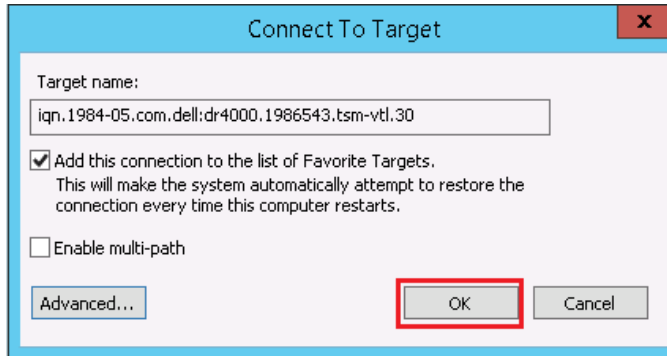 Connect To Target
x
Target name:
iqn.1984-05.com.dell:dr4000.1986543.tsm-vtl.30
Add this connection to the list of Favorite Targets.
This will make the system automatically attempt to restore the
connection every time this computer restarts.
Enable multi-path
Advanced...
OK
Cancel